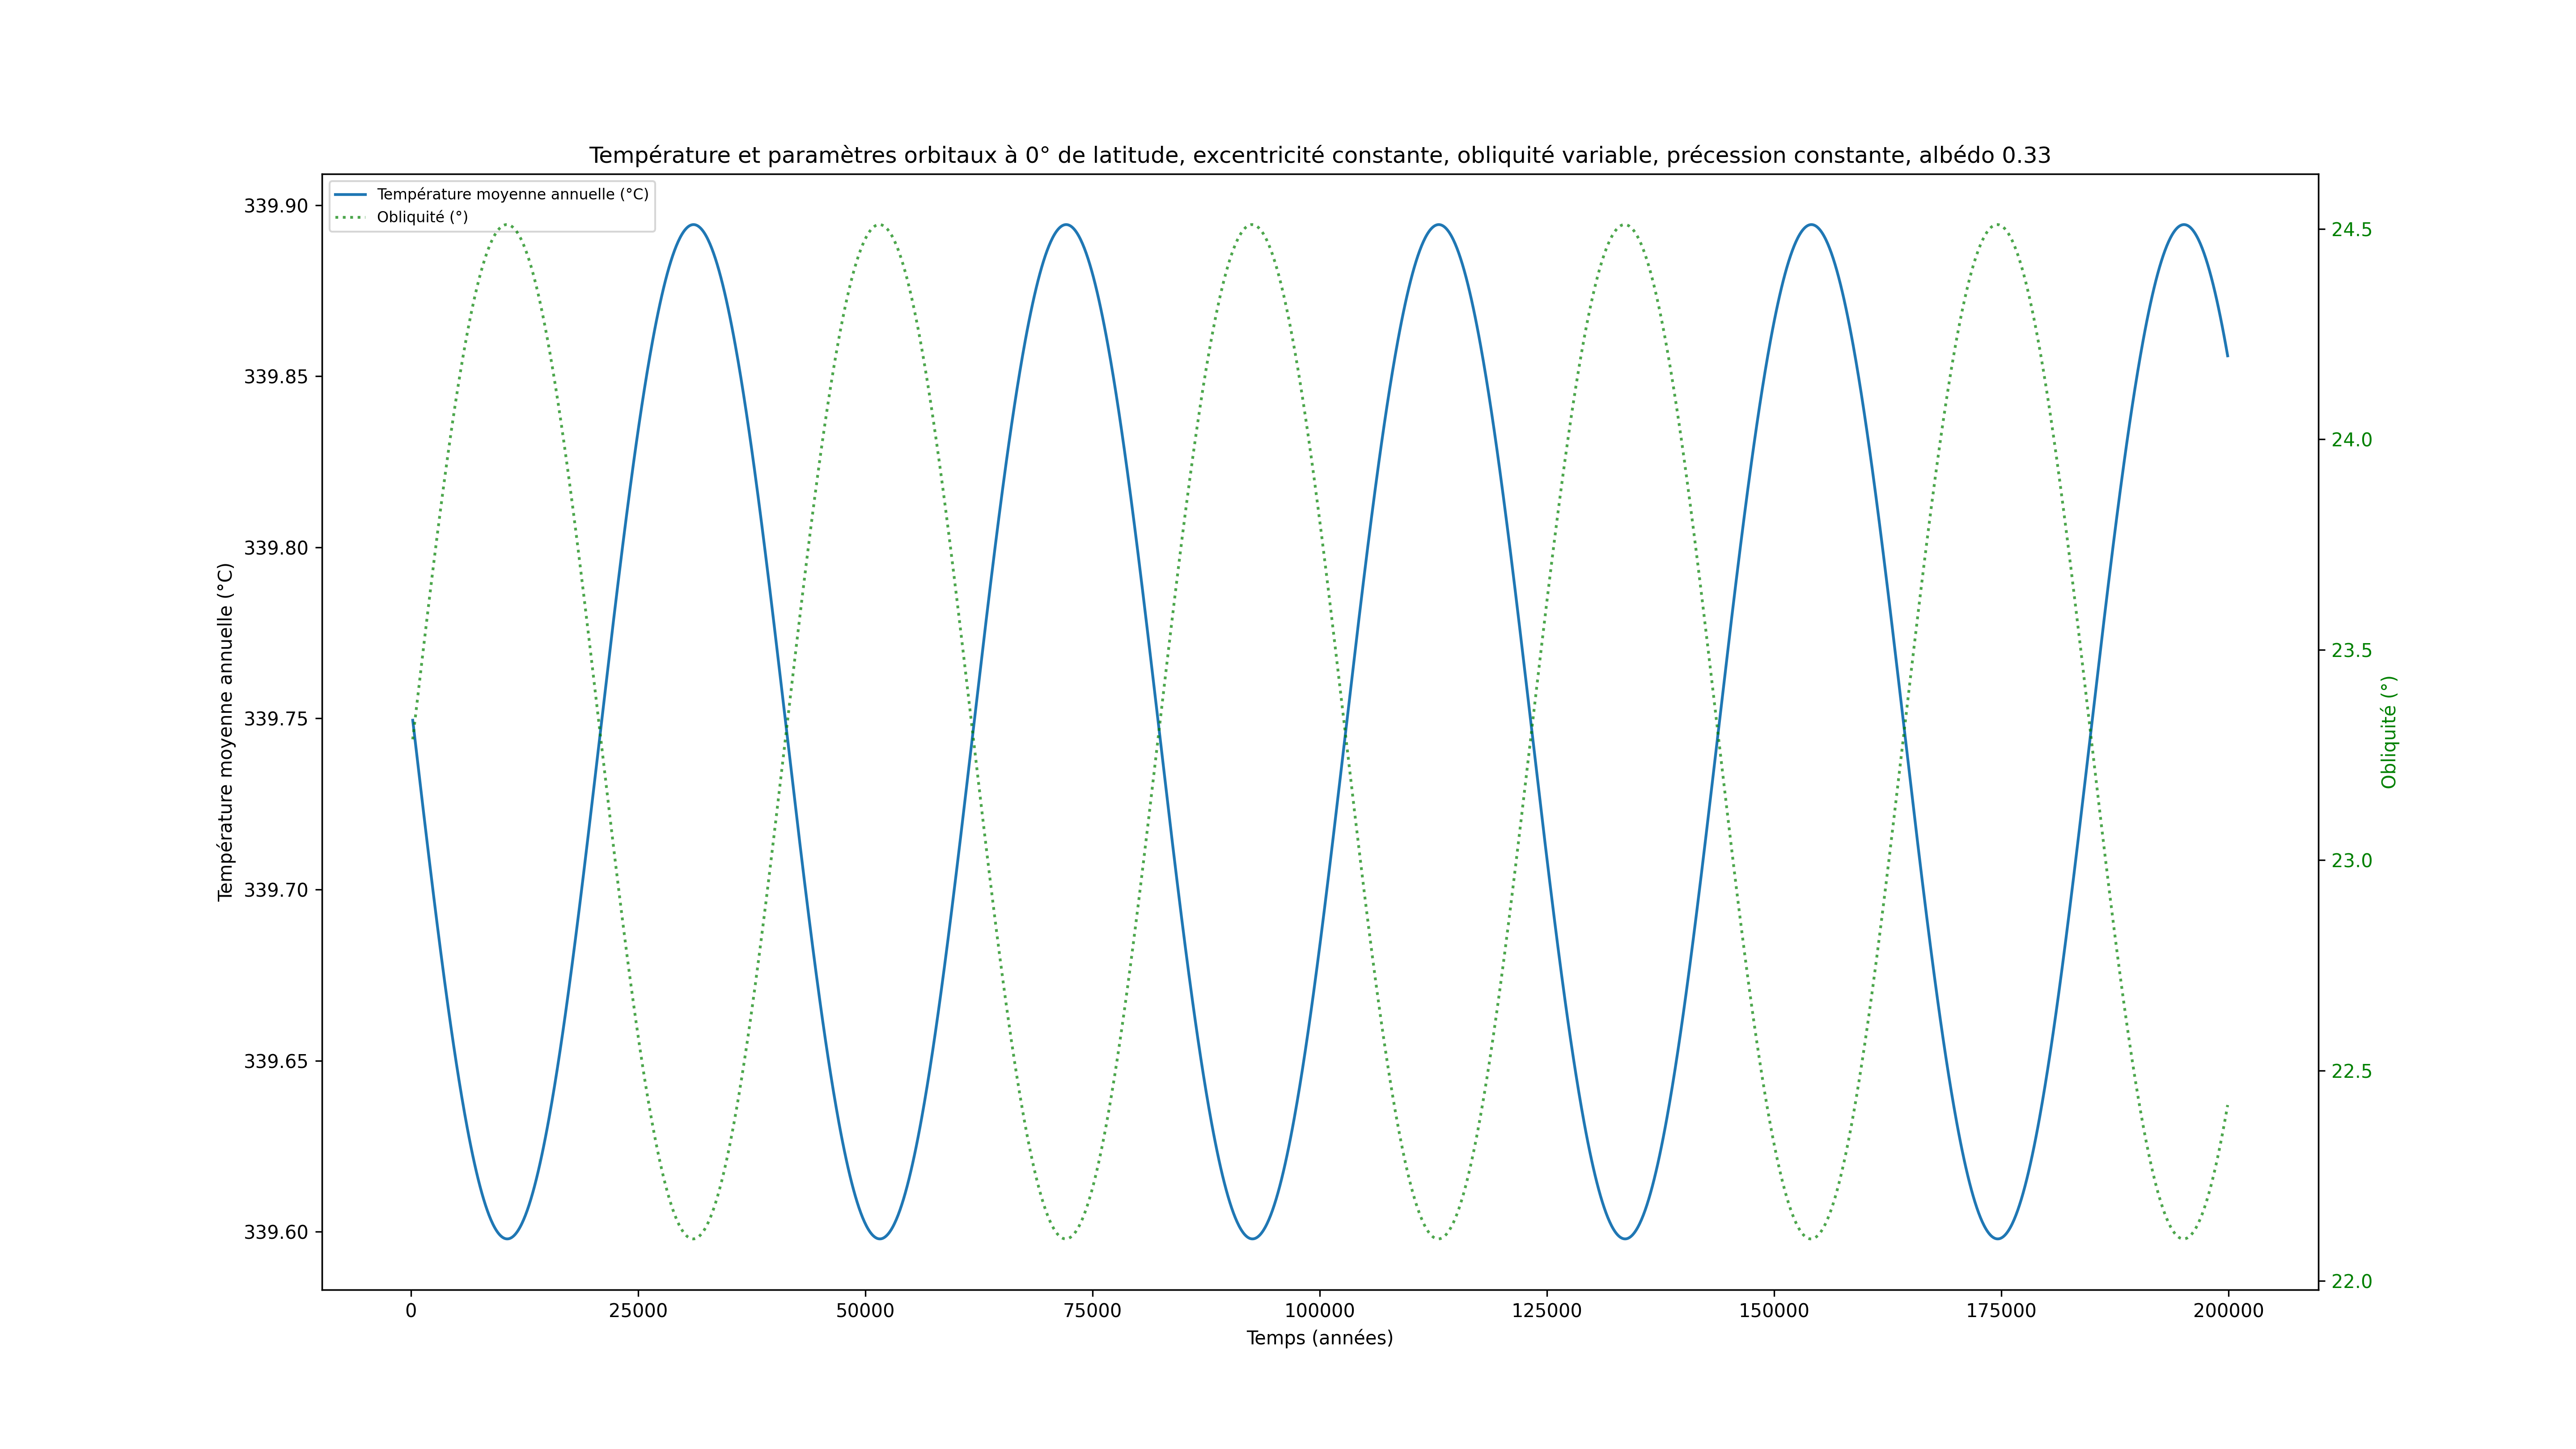 Température et paramètres orbitaux à 0° de latitude, excentricité constante, obliquité variable, précession constante, albédo 0.33
Température moyenne annuelle (°C)
Obliquité (°)
339.90
339.85
339.80
339.75
339.70
339.65
339.60
Température moyenne annuelle (°C)
24.5
24.0
23.5
23.0
22.5
22.0
Obliquité (°)
0 25000 50000 75000 100000 125000 150000 175000 200000
Temps (années)